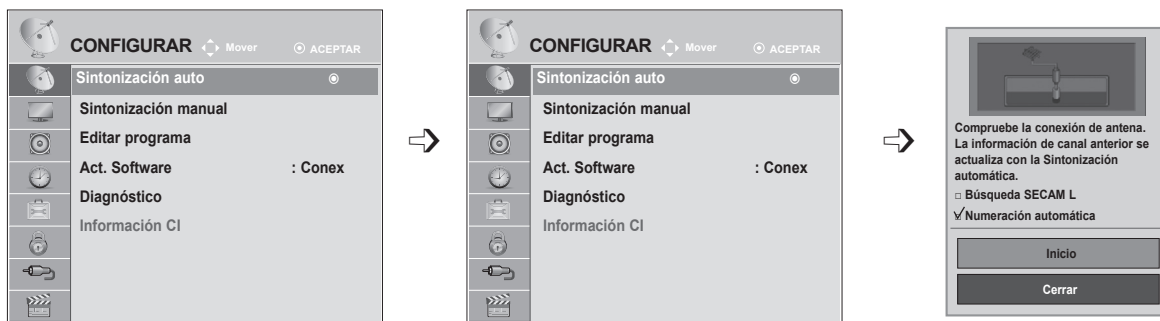 CONFIGURAR Mover ACEPTAR
Sintonización auto
Sintonización manual
Editar programa
Act. Software : Conex
Diagnóstico
Información CI
CONFIGURAR Mover ACEPTAR
Sintonización auto
Sintonización manual
Editar programa
Act. Software : Conex
Diagnóstico
Información CI
Compruebe la conexión de antena.
La información de canal anterior se
actualiza con la Sintonización
automática.
Búsqueda SECAM L
Numeración automática
Inicio
Cerrar